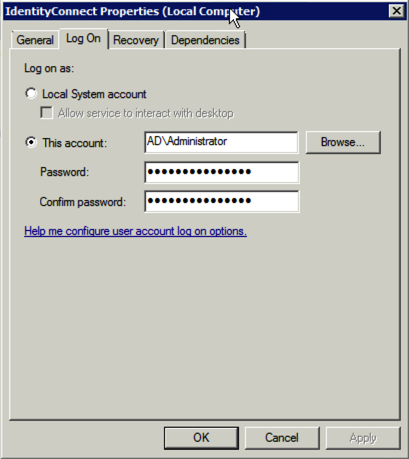 IdentityConnect Properties (Local Computer)
General Log On Recovery Dependencies
Log on as:
Local System account
Allow service to interact with desktop
This account: AD\Administrator Browse...
Password: ●●●●●●●●●●●●●●●
Confirm password: ●●●●●●●●●●●●●●●
Help me configure user account log on options.
OK Cancel Apply